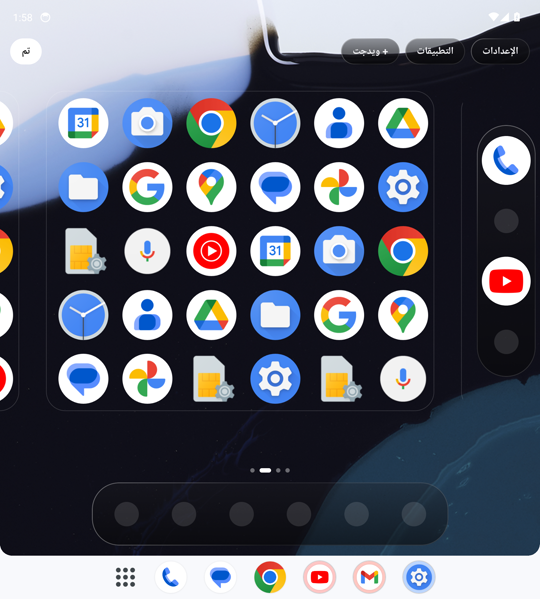 1:58
الإعدادات
التطبيقات
+ ويدجت
تم
31
31